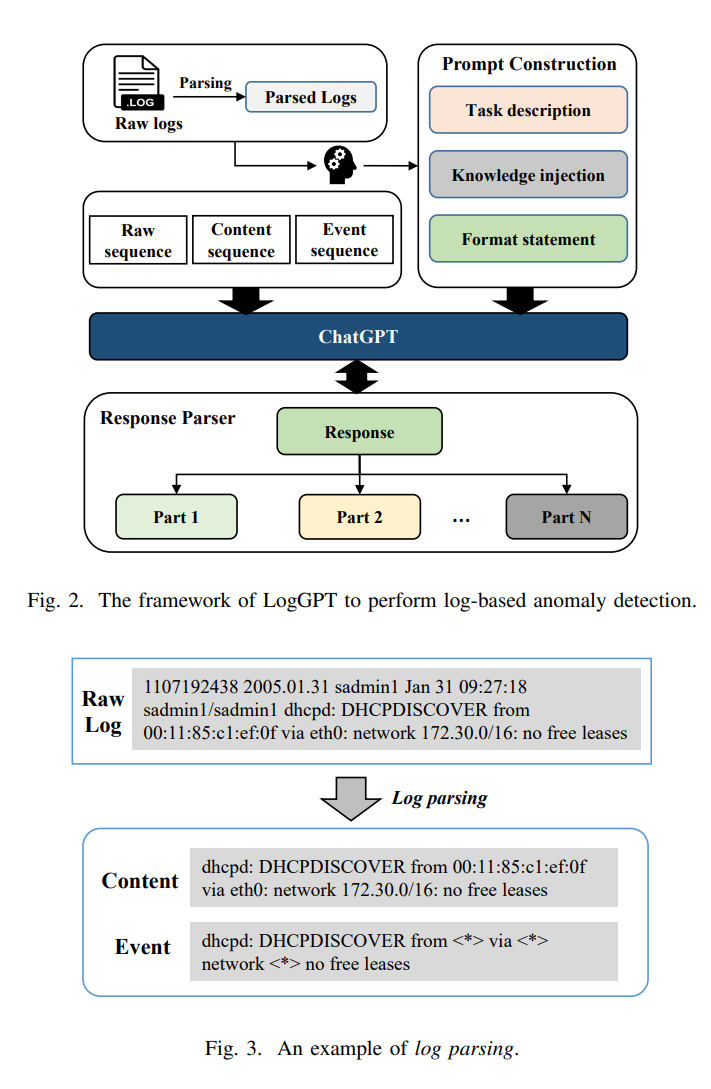 Parsing
.LOG
Parsed Logs
Raw logs
Prompt Construction
Task description
Knowledge injection
Format statement
Raw
sequence
Content
sequence
Event
sequence
ChatGPT
Response Parser
Response
Part 1
Part 2
...
Part N
Fig. 2. The framework of LogGPT to perform log-based anomaly detection.
Raw
Log
1107192438 2005.01.31 sadmin1 Jan 31 09:27:18
sadmin1/sadmin1 dhcpd: DHCPDISCOVER from
00:11:85:c1:ef:0f via eth0: network 172.30.0/16: no free leases
Log parsing
Content
dhcpd: DHCPDISCOVER from 00:11:85:c1:ef:0f
via eth0: network 172.30.0/16: no free leases
Event
dhcpd: DHCPDISCOVER from <*> via <*>
network <*> no free leases
Fig. 3. An example of log parsing.